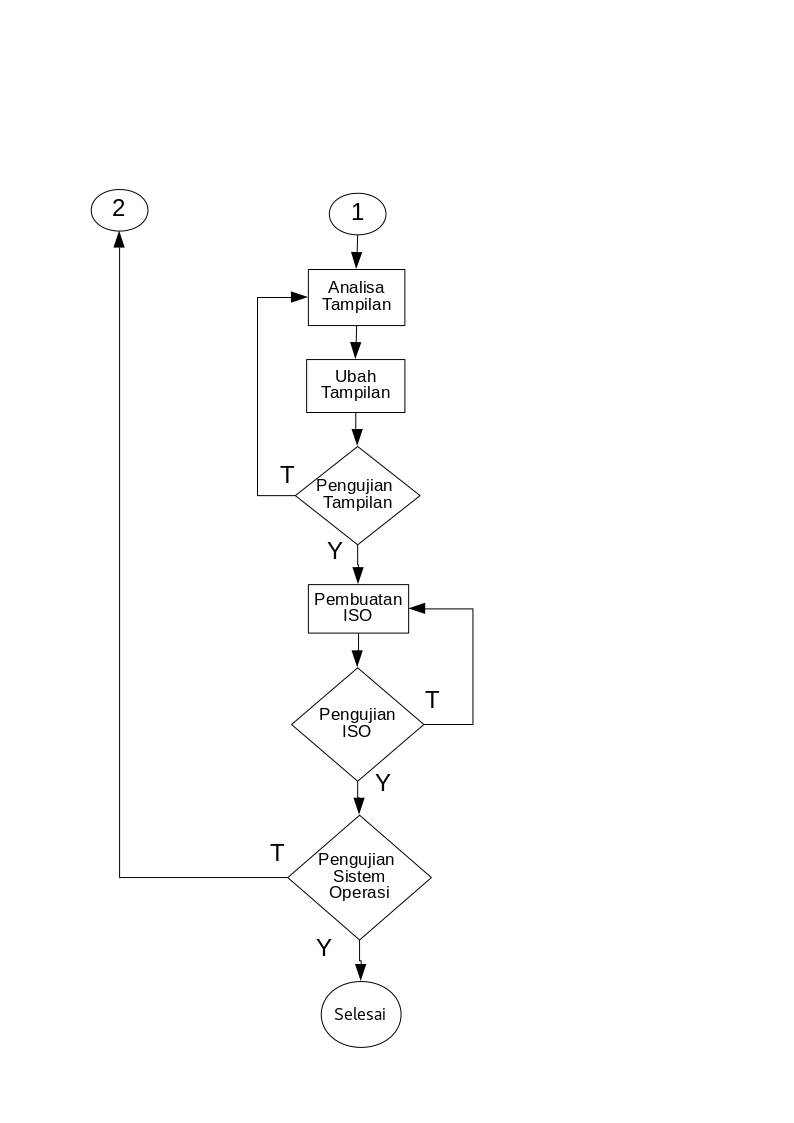 2
1
Analisa
Tampilan
Ubah
Tampilan
T
Pengujian
Tampilan
Y
Pembuatan
ISO
T
Pengujian
ISO
Y
T
Pengujian
Sistem
Operasi
Y
Selesai